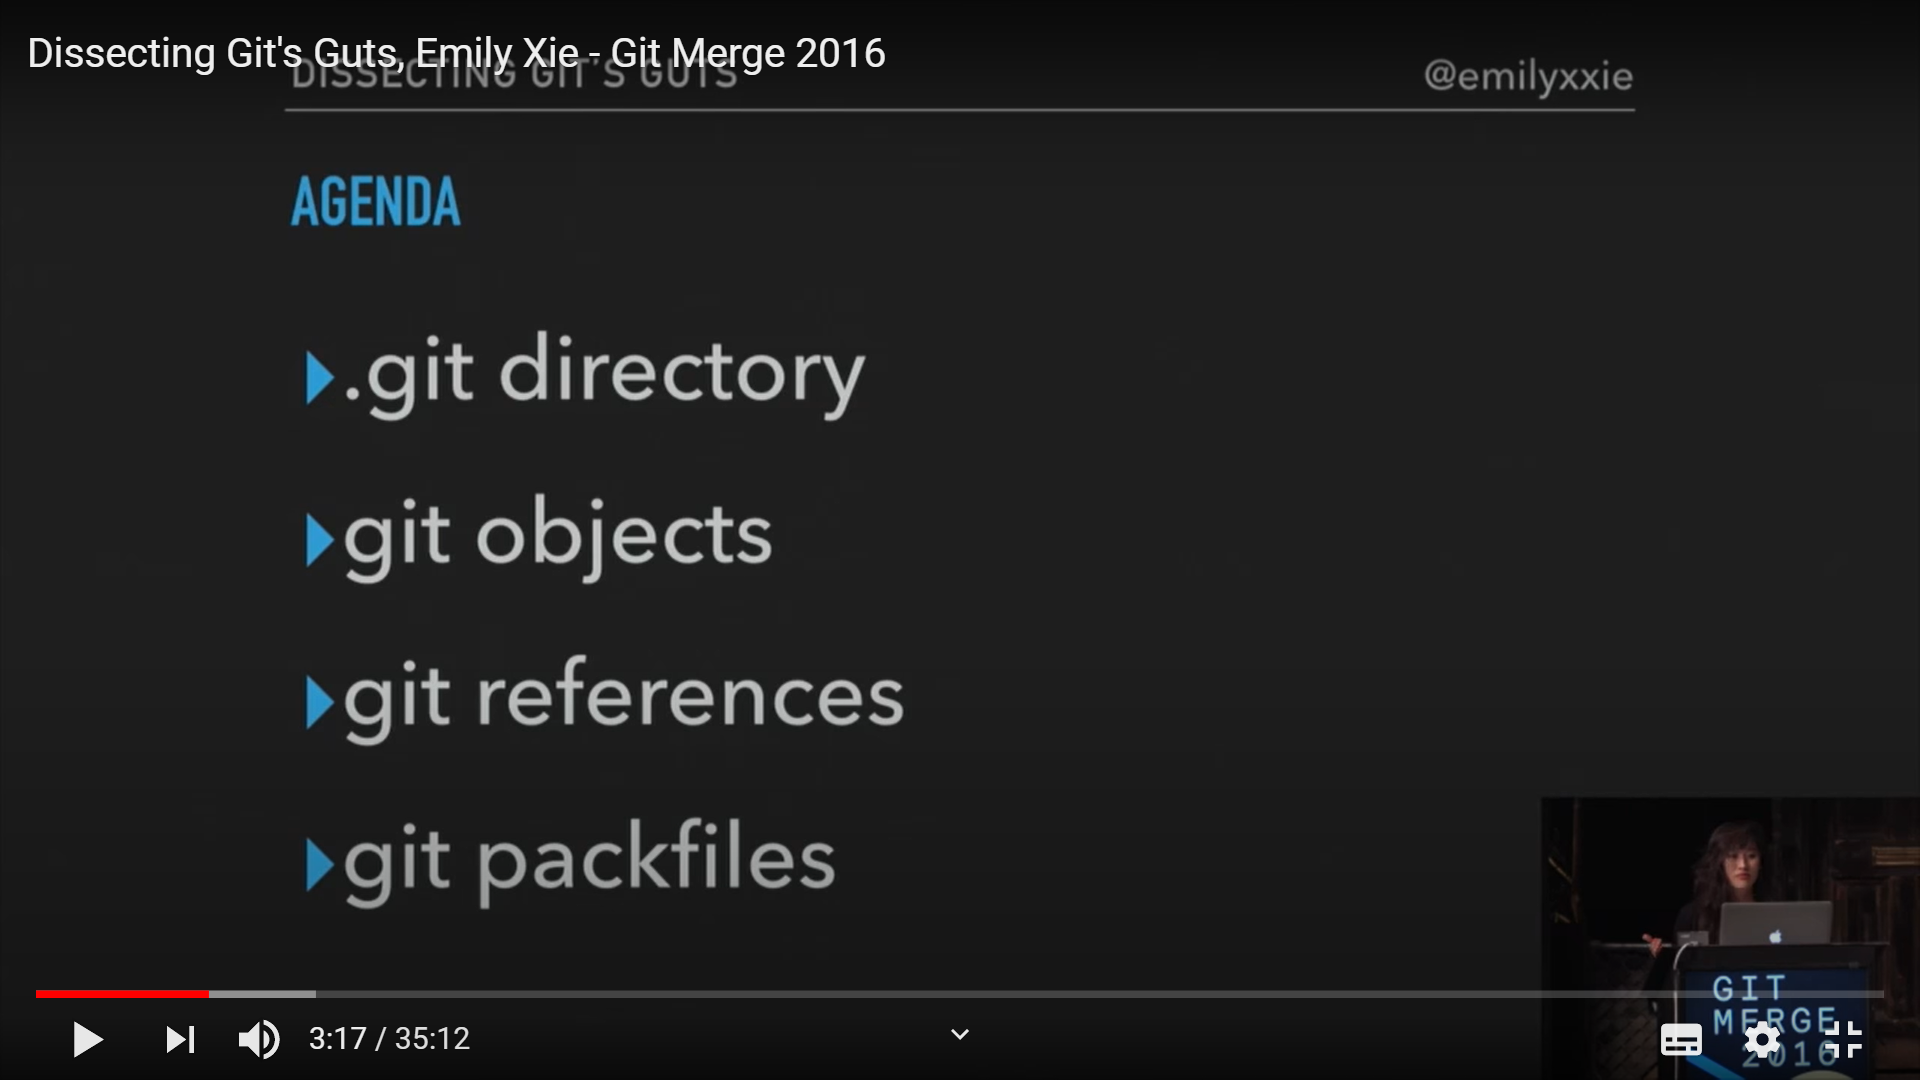 Dissecting Git's Guts, Emily Xie - Git Merge 2016
DISSECTING GIT'S GUTS
@emilyxxie
AGENDA
.git directory
git objects
git references
git packfiles
GIT
MERGE
2016
3:17 / 35:12